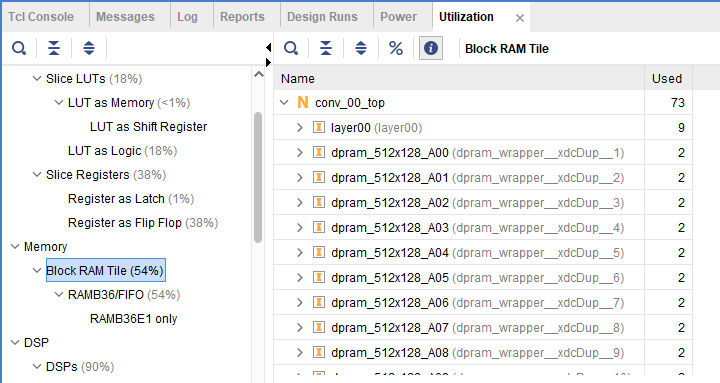 Tcl Console Messages Log Reports Design Runs Power Utilization
Block RAM Tile
Slice LUTs (18%)
LUT as Memory (<1%)
LUT as Shift Register
LUT as Logic (18%)
Slice Registers (38%)
Register as Latch (1%)
Register as Flip Flop (38%)
Memory
Block RAM Tile (54%)
RAMB36/FIFO (54%)
RAMB36E1 only
DSP
DSPs (90%)
Name Used
N conv_00_top 73
layer00 (layer00) 9
dpram_512x128_A00 (dpram_wrapper__xdcDup__1) 2
dpram_512x128_A01 (dpram_wrapper__xdcDup__2) 2
dpram_512x128_A02 (dpram_wrapper__xdcDup__3) 2
dpram_512x128_A03 (dpram_wrapper__xdcDup__4) 2
dpram_512x128_A04 (dpram_wrapper__xdcDup__5) 2
dpram_512x128_A05 (dpram_wrapper__xdcDup__6) 2
dpram_512x128_A06 (dpram_wrapper__xdcDup__7) 2
dpram_512x128_A07 (dpram_wrapper__xdcDup__8) 2
dpram_512x128_A08 (dpram_wrapper__xdcDup__9) 2